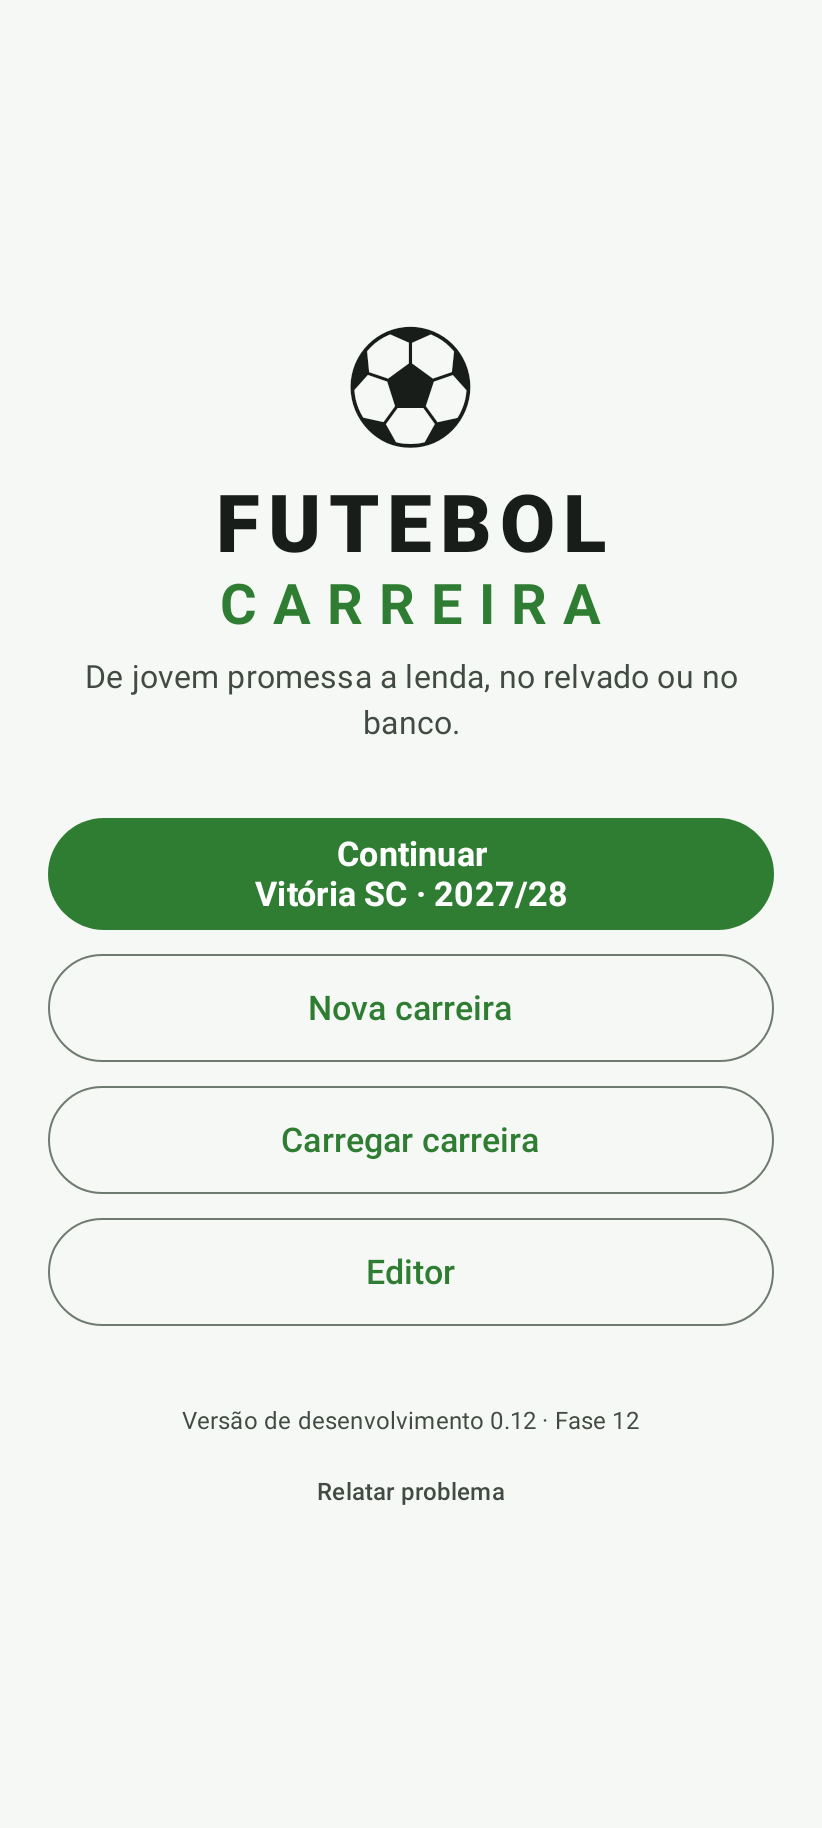 FUTEBOL
CARREIRA
De jovem promessa a lenda, no relvado ou no
banco.
Continuar
Vitória SC · 2027/28
Nova carreira
Carregar carreira
Editor
Versão de desenvolvimento 0.12 · Fase 12
Relatar problema